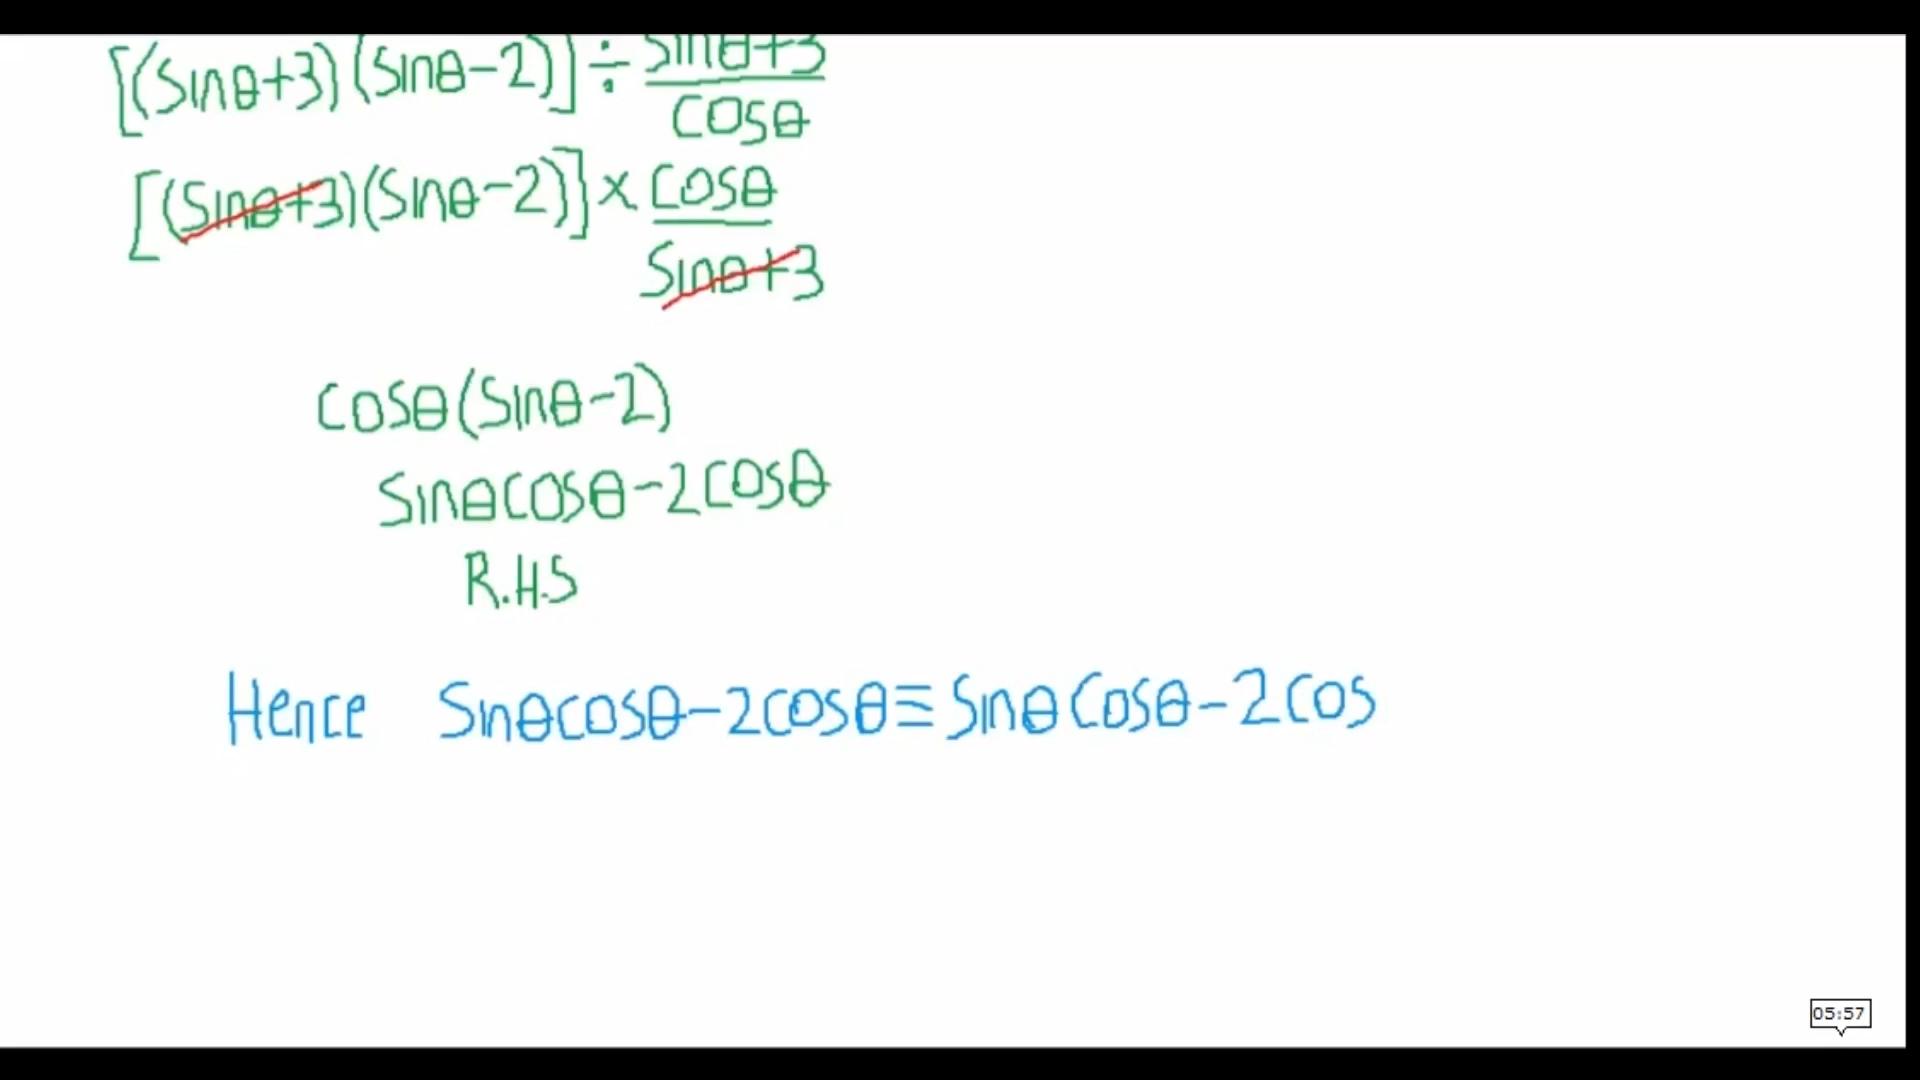 [(Sinθ+3)(Sinθ-2)] ÷ Sinθ+3
Cosθ
[(Sinθ+3)(Sinθ-2)] × Cosθ
Sinθ+3
Cosθ(Sinθ-2)
SinθCosθ-2Cosθ
R.H.S
Hence Sinθcosθ-2cosθ≡SinθCosθ-2Cos
05:57